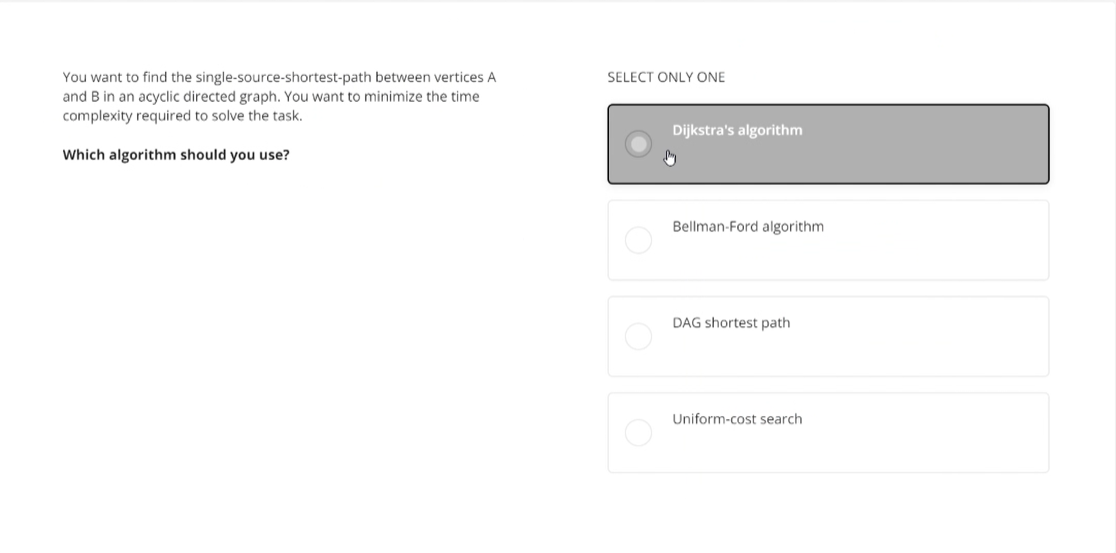 You want to find the single-source-shortest-path between vertices A
and B in an acyclic directed graph. You want to minimize the time
complexity required to solve the task.
Which algorithm should you use?
SELECT ONLY ONE
Dijkstra's algorithm
Bellman-Ford algorithm
DAG shortest path
Uniform-cost search